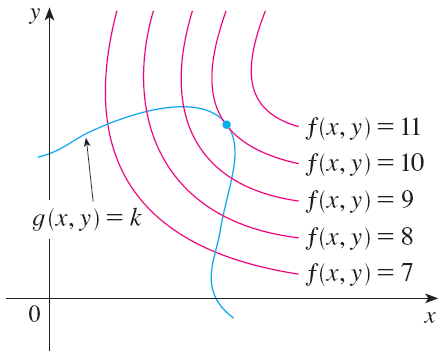 y
f(x, y) = 11
f(x, y) = 10
f(x, y) = 9
g(x, y) = k
f(x, y) = 8
f(x, y) = 7
0
x